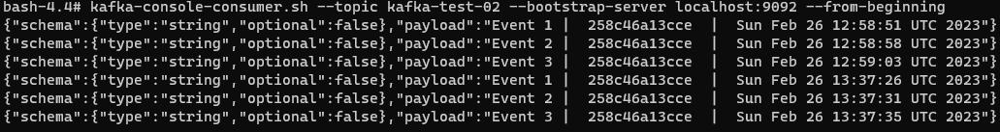 bash-4.4# kafka-console-consumer.sh --topic kafka-test-02 --bootstrap-server localhost:9092 --from-beginning
{"schema":{"type":"string","optional":false},"payload":"Event 1 |  258c46a13cce  |  Sun Feb 26 12:58:51 UTC 2023"}
{"schema":{"type":"string","optional":false},"payload":"Event 2 |  258c46a13cce  |  Sun Feb 26 12:58:58 UTC 2023"}
{"schema":{"type":"string","optional":false},"payload":"Event 3 |  258c46a13cce  |  Sun Feb 26 12:59:03 UTC 2023"}
{"schema":{"type":"string","optional":false},"payload":"Event 1 |  258c46a13cce  |  Sun Feb 26 13:37:26 UTC 2023"}
{"schema":{"type":"string","optional":false},"payload":"Event 2 |  258c46a13cce  |  Sun Feb 26 13:37:31 UTC 2023"}
{"schema":{"type":"string","optional":false},"payload":"Event 3 |  258c46a13cce  |  Sun Feb 26 13:37:35 UTC 2023"}